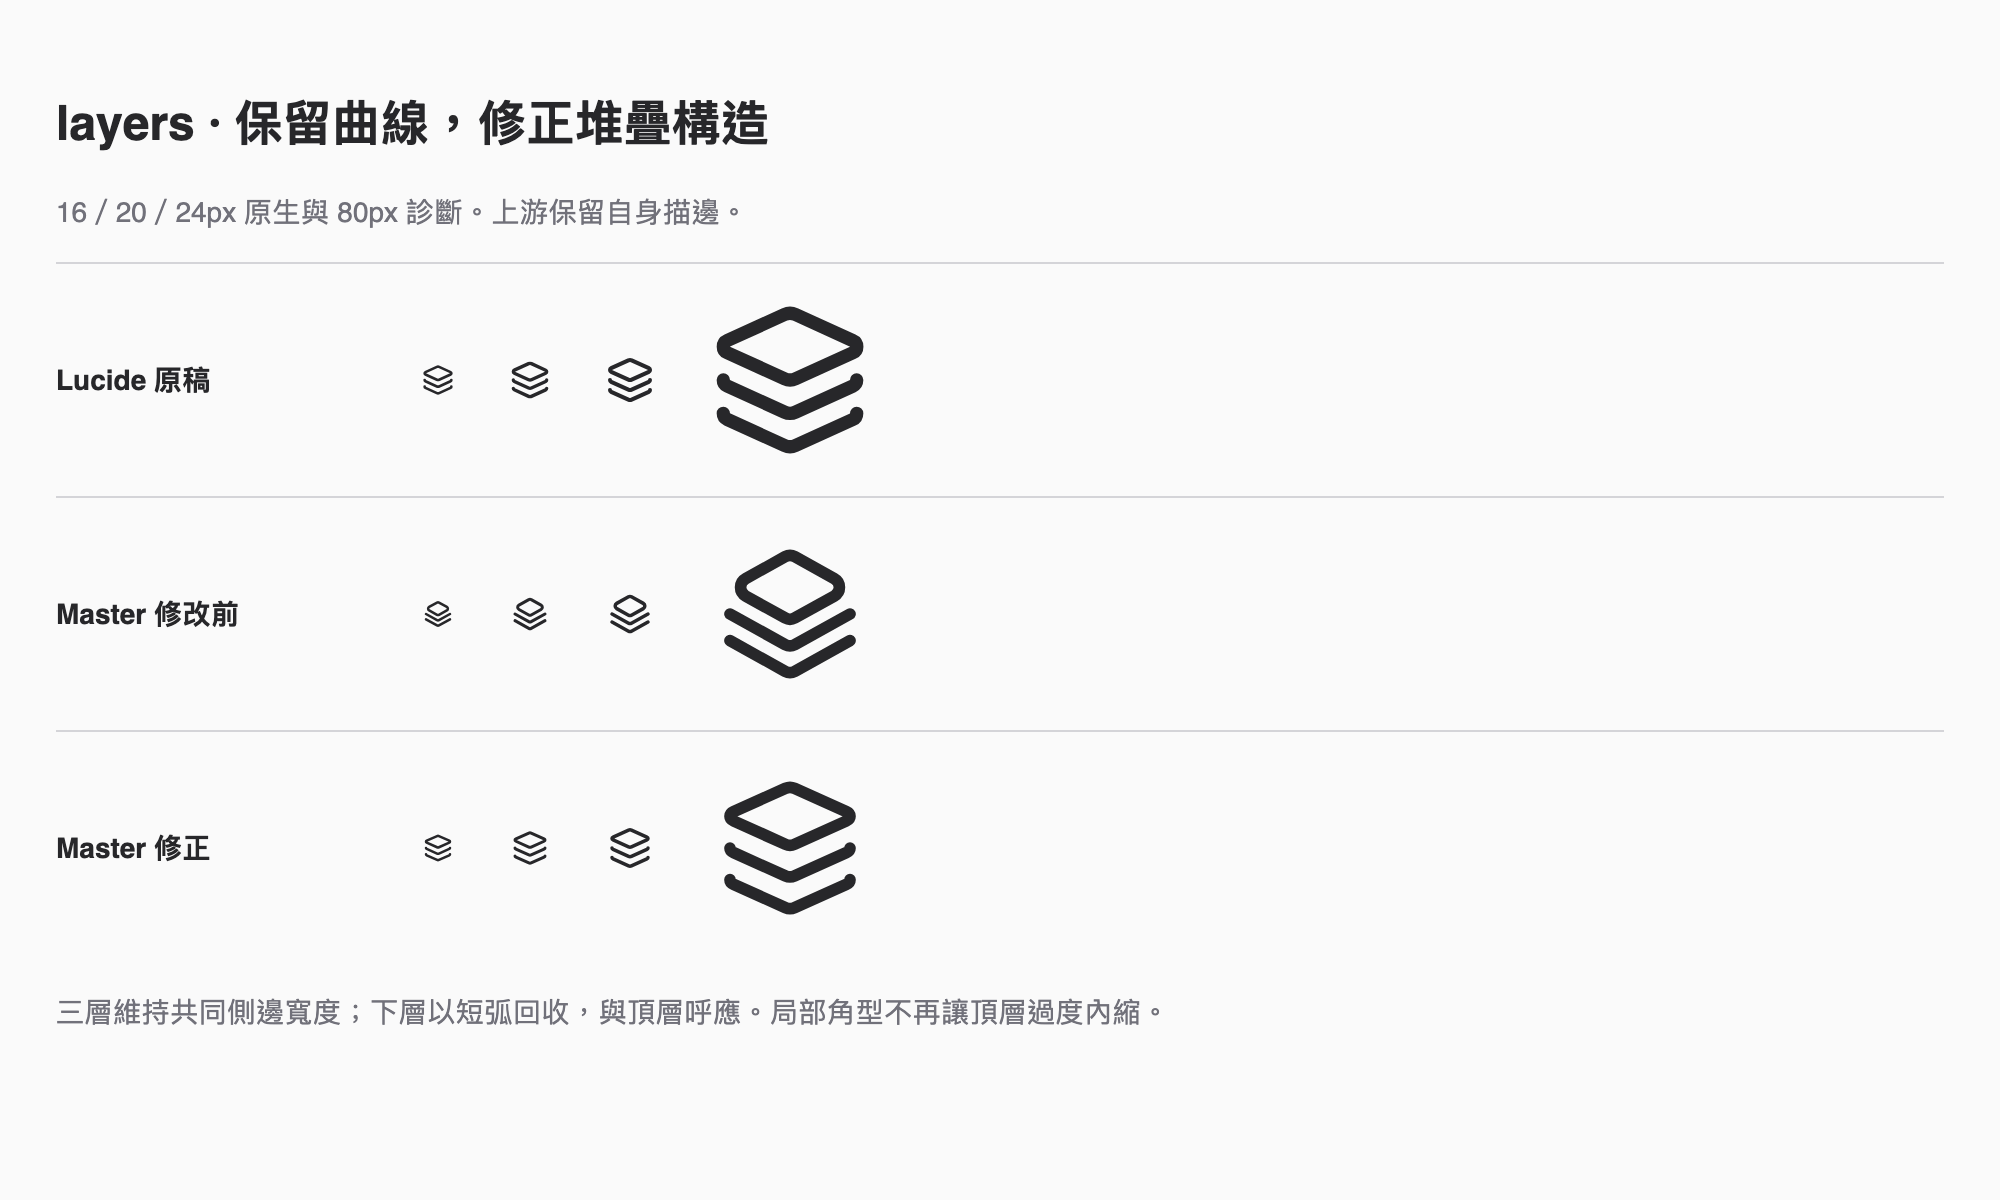 layers · 保留曲線，修正堆疊構造
16 / 20 / 24px 原生與 80px 診斷。上游保留自身描邊。
Lucide 原稿
Master 修改前
Master 修正
三層維持共同側邊寬度；下層以短弧回收，與頂層呼應。局部角型不再讓頂層過度內縮。